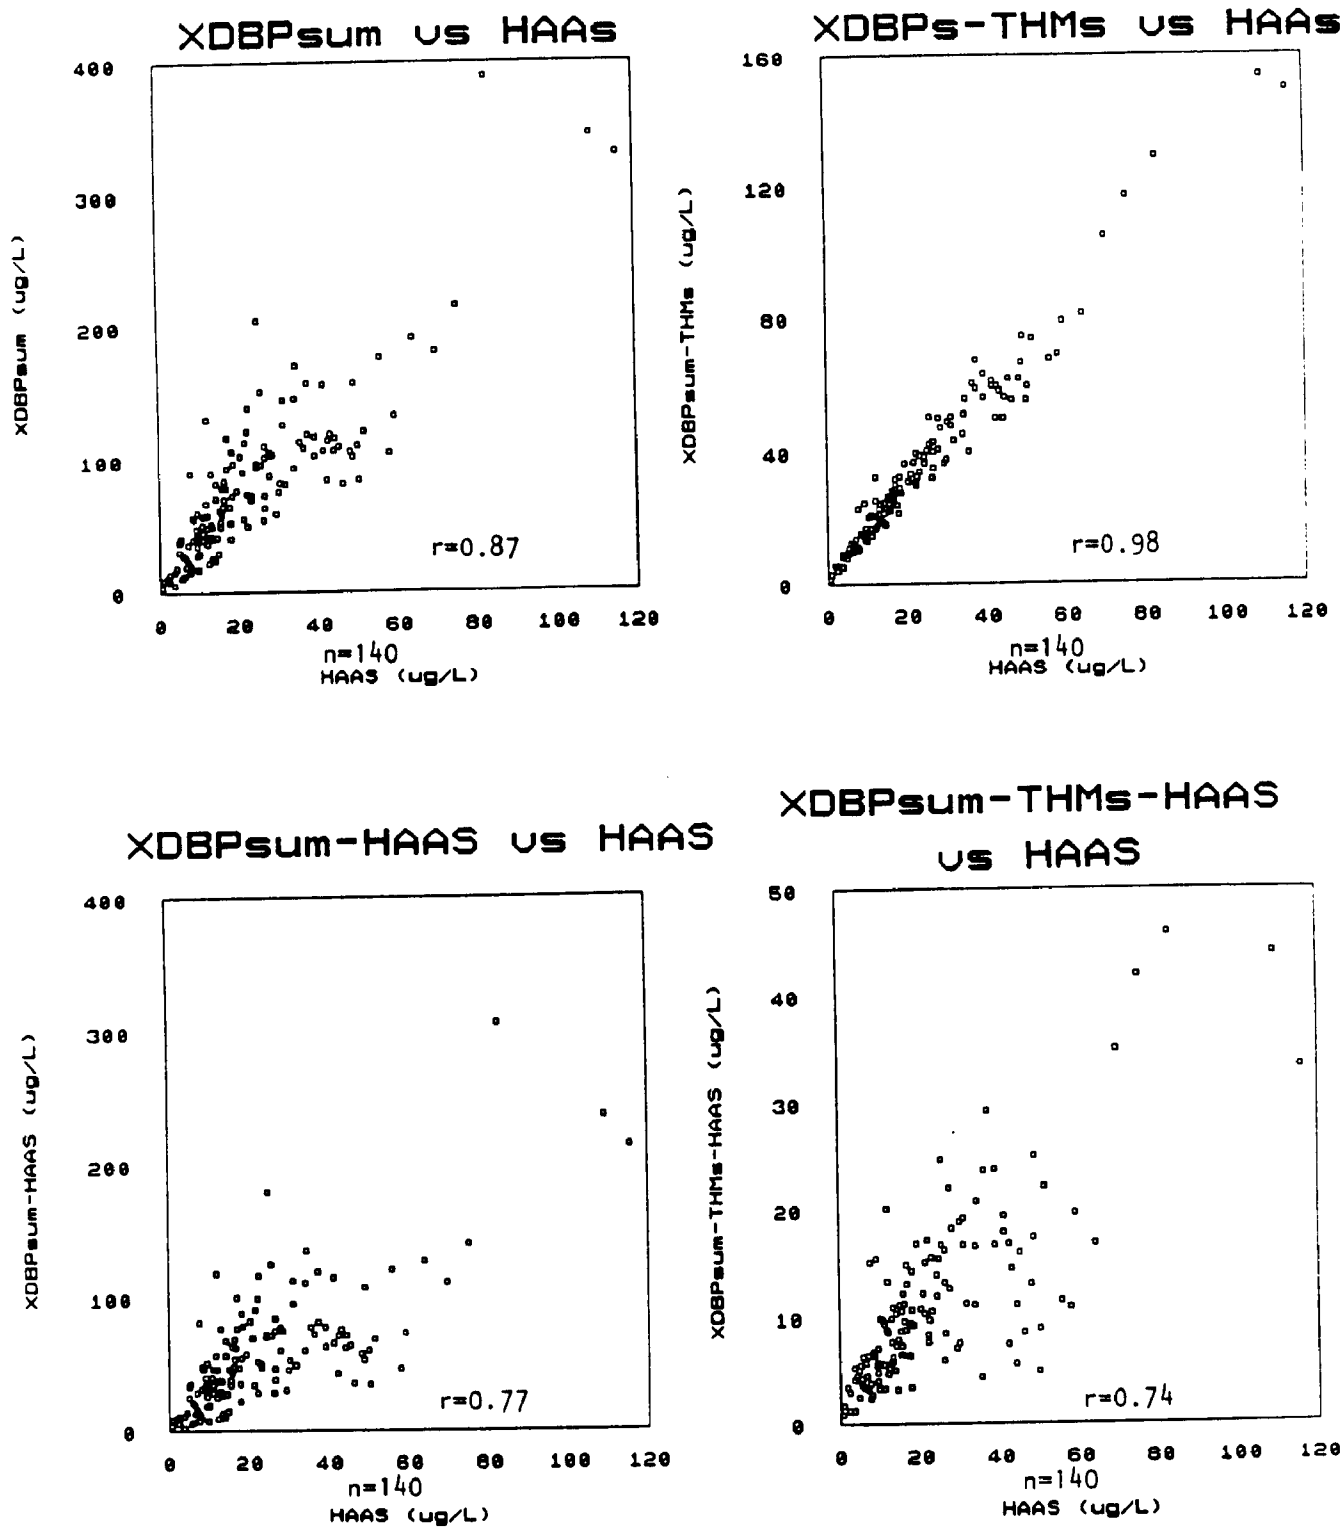 XDBPsum vs HAAs
400
300
200
100
0
XDBPsum (ug/L)
r=0.87
0 20 40 60 80 100 120
n=140
HAAS (ug/L)
XDBPs-THMs vs HAAs
160
120
80
40
0
XDBPsum-THMs (ug/L)
r=0.98
0 20 40 60 80 100 120
n=140
HAAS (ug/L)
XDBPsum-HAAS vs HAAS
400
300
200
100
0
XDBPsum-HAAS (ug/L)
r=0.77
0 20 40 60 80 100 120
n=140
HAAS (ug/L)
XDBPsum-THMs-HAAS
vs HAAS
50
40
30
20
10
0
XDBPsum-THMs-HAAS (ug/L)
r=0.74
0 20 40 60 80 100 120
n=140
HAAS (ug/L)